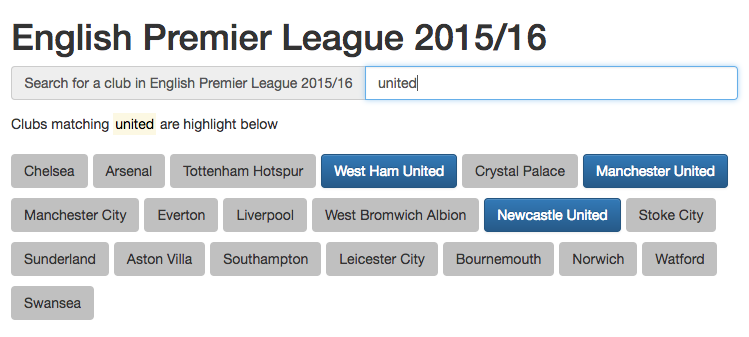 English Premier League 2015/16
Search for a club in English Premier League 2015/16 united
Clubs matching united are highlight below
Chelsea Arsenal Tottenham Hotspur West Ham United Crystal Palace Manchester United
Manchester City Everton Liverpool West Bromwich Albion Newcastle United Stoke City
Sunderland Aston Villa Southampton Leicester City Bournemouth Norwich Watford
Swansea